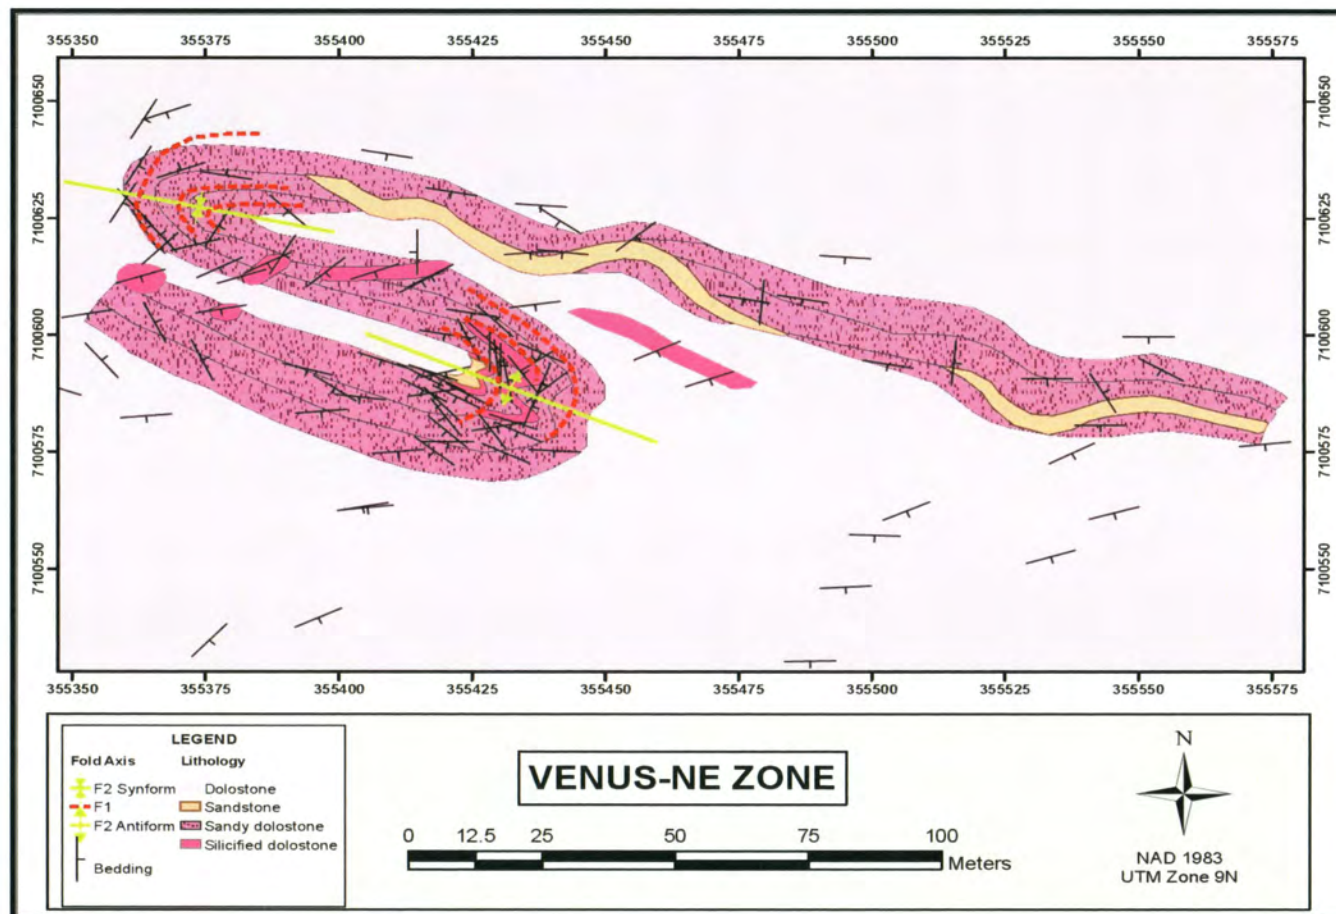 355350 355375 355400 355425 355450 355475 355500 355525 355550 355575
7100650 7100650
7100625 7100625
7100600 7100600
7100575 7100575
7100550 7100550
355350 355375 355400 355425 355450 355475 355500 355525 355550 355575
LEGEND
Fold Axis Lithology
F2 Synform Dolostone
F1 Sandstone
F2 Antiform Sandy dolostone
Silicified dolostone
Bedding
VENUS-NE ZONE
0 12.5 25 50 75 100
Meters
N
NAD 1983
UTM Zone 9N